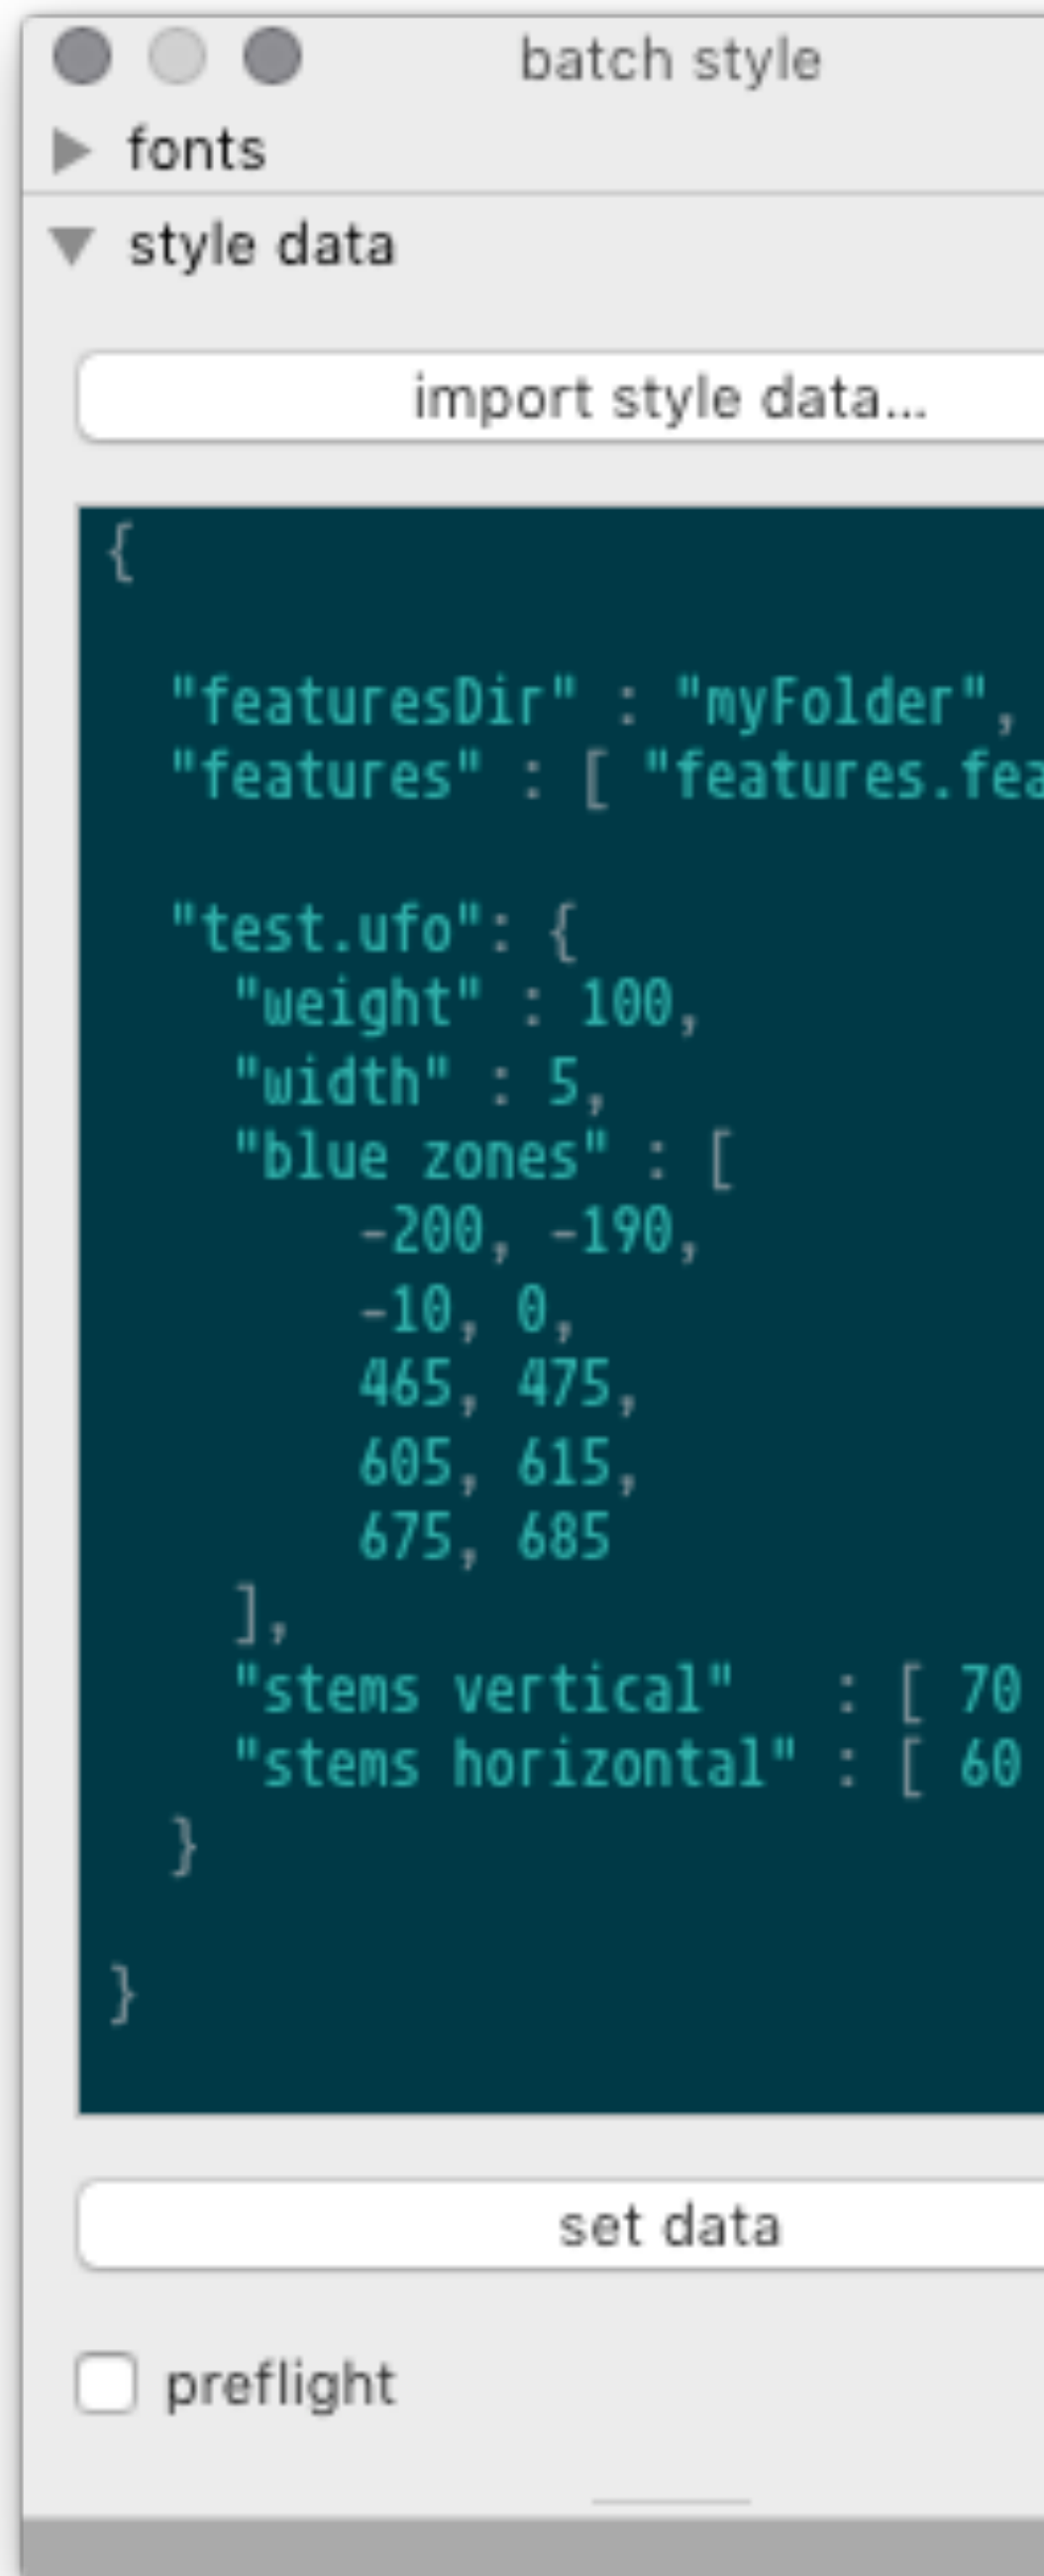 batch style
fonts
style data
import style data...
{
"featuresDir" : "myFolder",
"features" : [ "features.fea
"test.ufo": {
"weight" : 100,
"width" : 5,
"blue zones" : [
-200, -190,
-10, 0,
465, 475,
605, 615,
675, 685
],
"stems vertical" : [ 70
"stems horizontal" : [ 60
}
}
set data
preflight